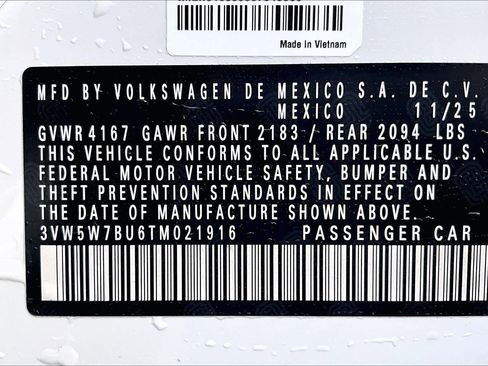 Made in Vietnam
MFD BY VOLKSWAGEN DE MEXICO S.A. DE C.V.
MEXICO 11/25
GVWR 4167 GAWR FRONT 2183 / REAR 2094 LBS
THIS VEHICLE CONFORMS TO ALL APPLICABLE U.S.
FEDERAL MOTOR VEHICLE SAFETY, BUMPER AND
THEFT PREVENTION STANDARDS IN EFFECT ON
THE DATE OF MANUFACTURE SHOWN ABOVE.
3VW5W7BU6TM021916 PASSENGER CAR